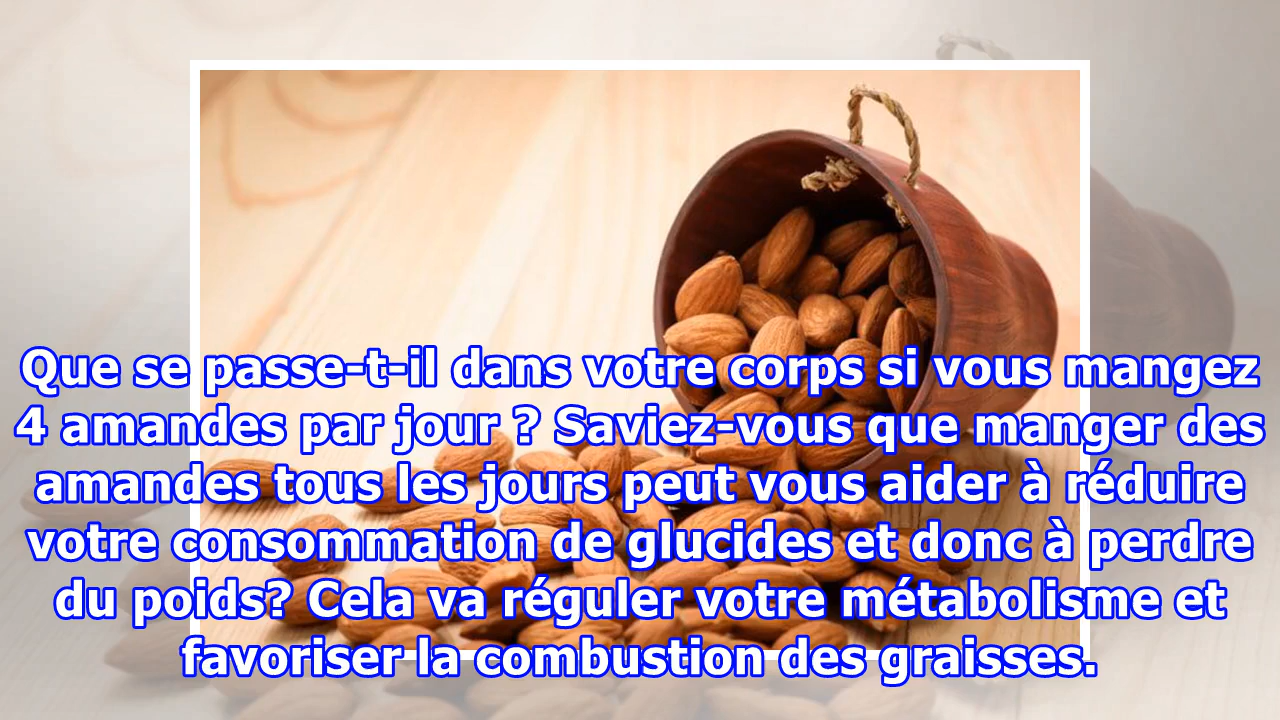 Que se passe-t-il dans votre corps si vous mangez
4 amandes par jour ? Saviez-vous que manger des
amandes tous les jours peut vous aider à réduire
votre consommation de glucides et donc à perdre
du poids? Cela va réguler votre métabolisme et
favoriser la combustion des graisses.